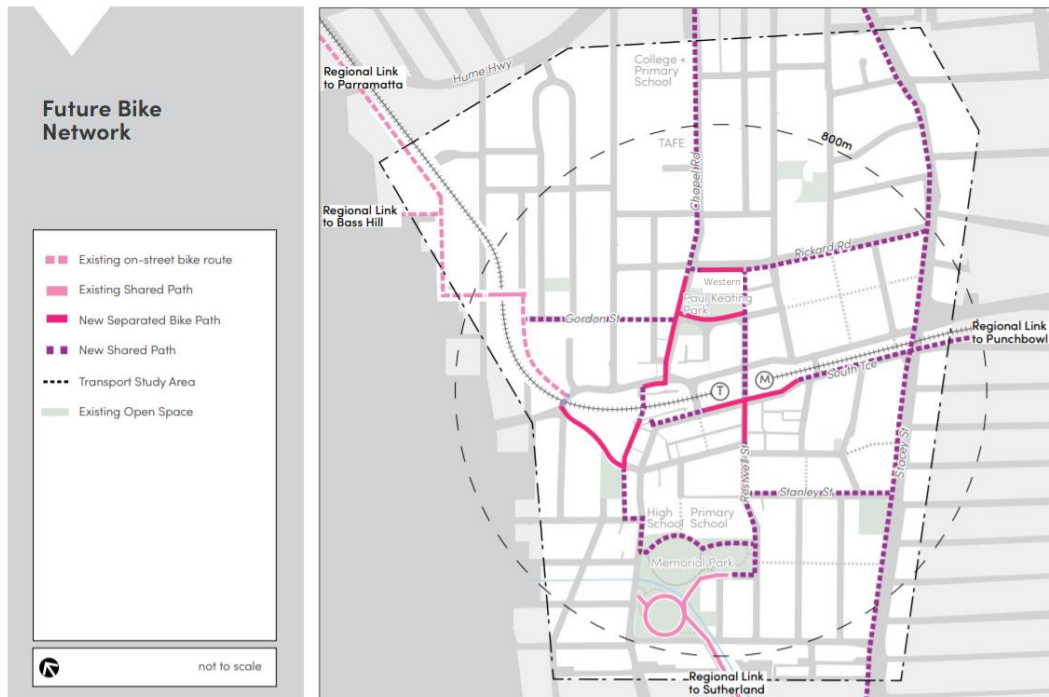 Future Bike
Network
Existing on-street bike route
Existing Shared Path
New Separated Bike Path
New Shared Path
Transport Study Area
Existing Open Space
not to scale
Regional Link
to Parramatta
Hume Hwy
College +
Primary
School
TAFE
800m
Chapel Rd
Regional Link
to Bass Hill
Rickard Rd
Western
Paul Keating
Park
Gordon St
Regional Link
to Punchbowl
T
M
South Tce
Restwell St
Stacey St
Stanley St
High
School
Primary
School
Memorial Park
Regional Link
to Sutherland